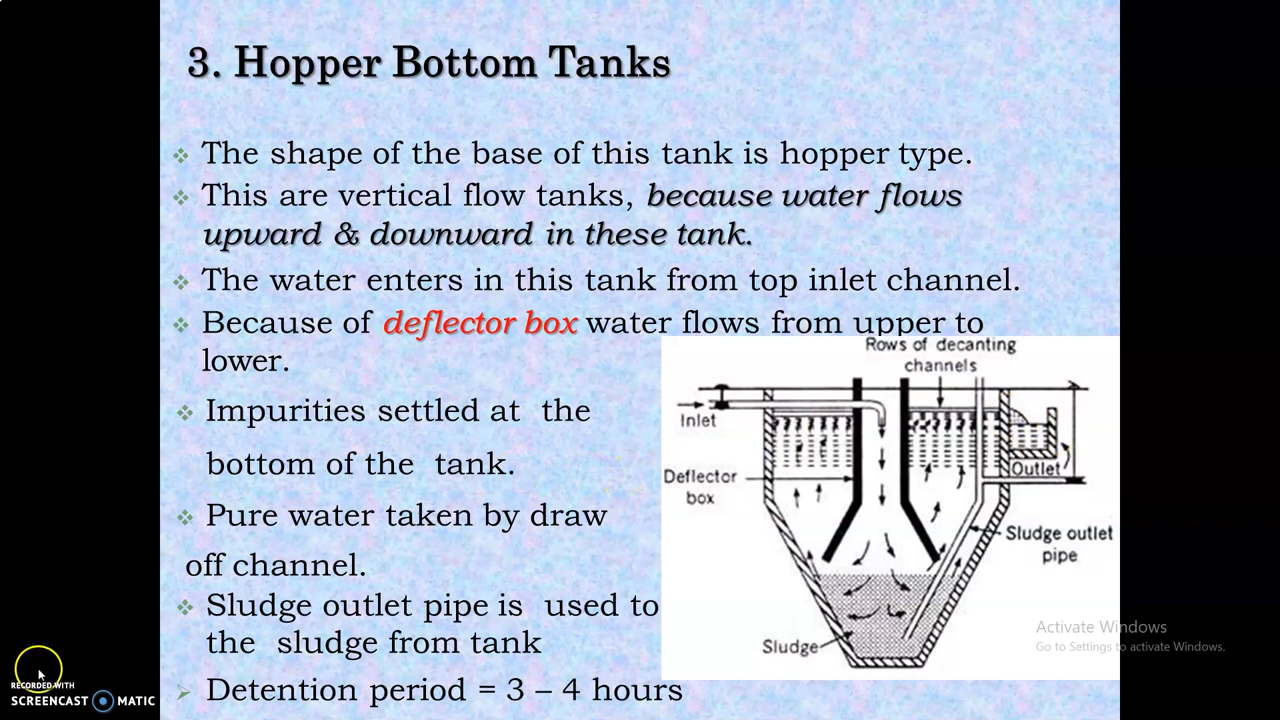 3. Hopper Bottom Tanks
The shape of the base of this tank is hopper type.
This are vertical flow tanks, because water flows
upward & downward in these tank.
The water enters in this tank from top inlet channel.
Because of deflector box water flows from upper to
lower.
Impurities settled at the
bottom of the tank.
Pure water taken by draw
off channel.
Sludge outlet pipe is used to
the sludge from tank
Detention period = 3 – 4 hours
Rows of decanting
channels
Inlet
Deflector
box
Outlet
Sludge outlet
pipe
Sludge
Activate Windows
Go to Settings to activate Windows.
RECORDED WITH
SCREENCAST MATIC